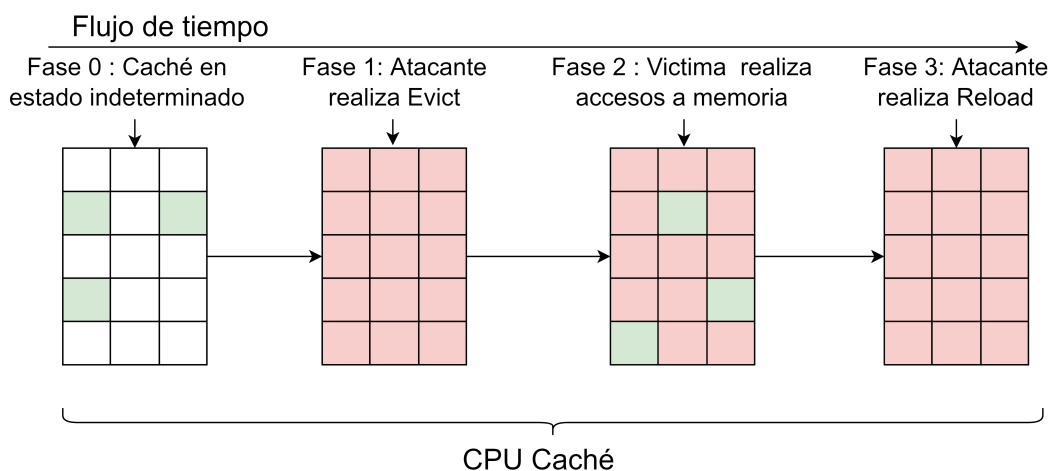 Flujo de tiempo
Fase 0 : Caché en
estado indeterminado
Fase 1: Atacante
realiza Evict
Fase 2 : Victima realiza
accesos a memoria
Fase 3: Atacante
realiza Reload
CPU Caché